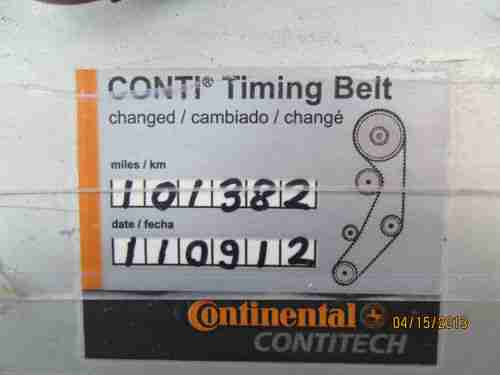 CONTI® Timing Belt
changed / cambiado / changé
miles / km
101382
date / fecha
110912
Continental
CONTITECH
04/15/2013